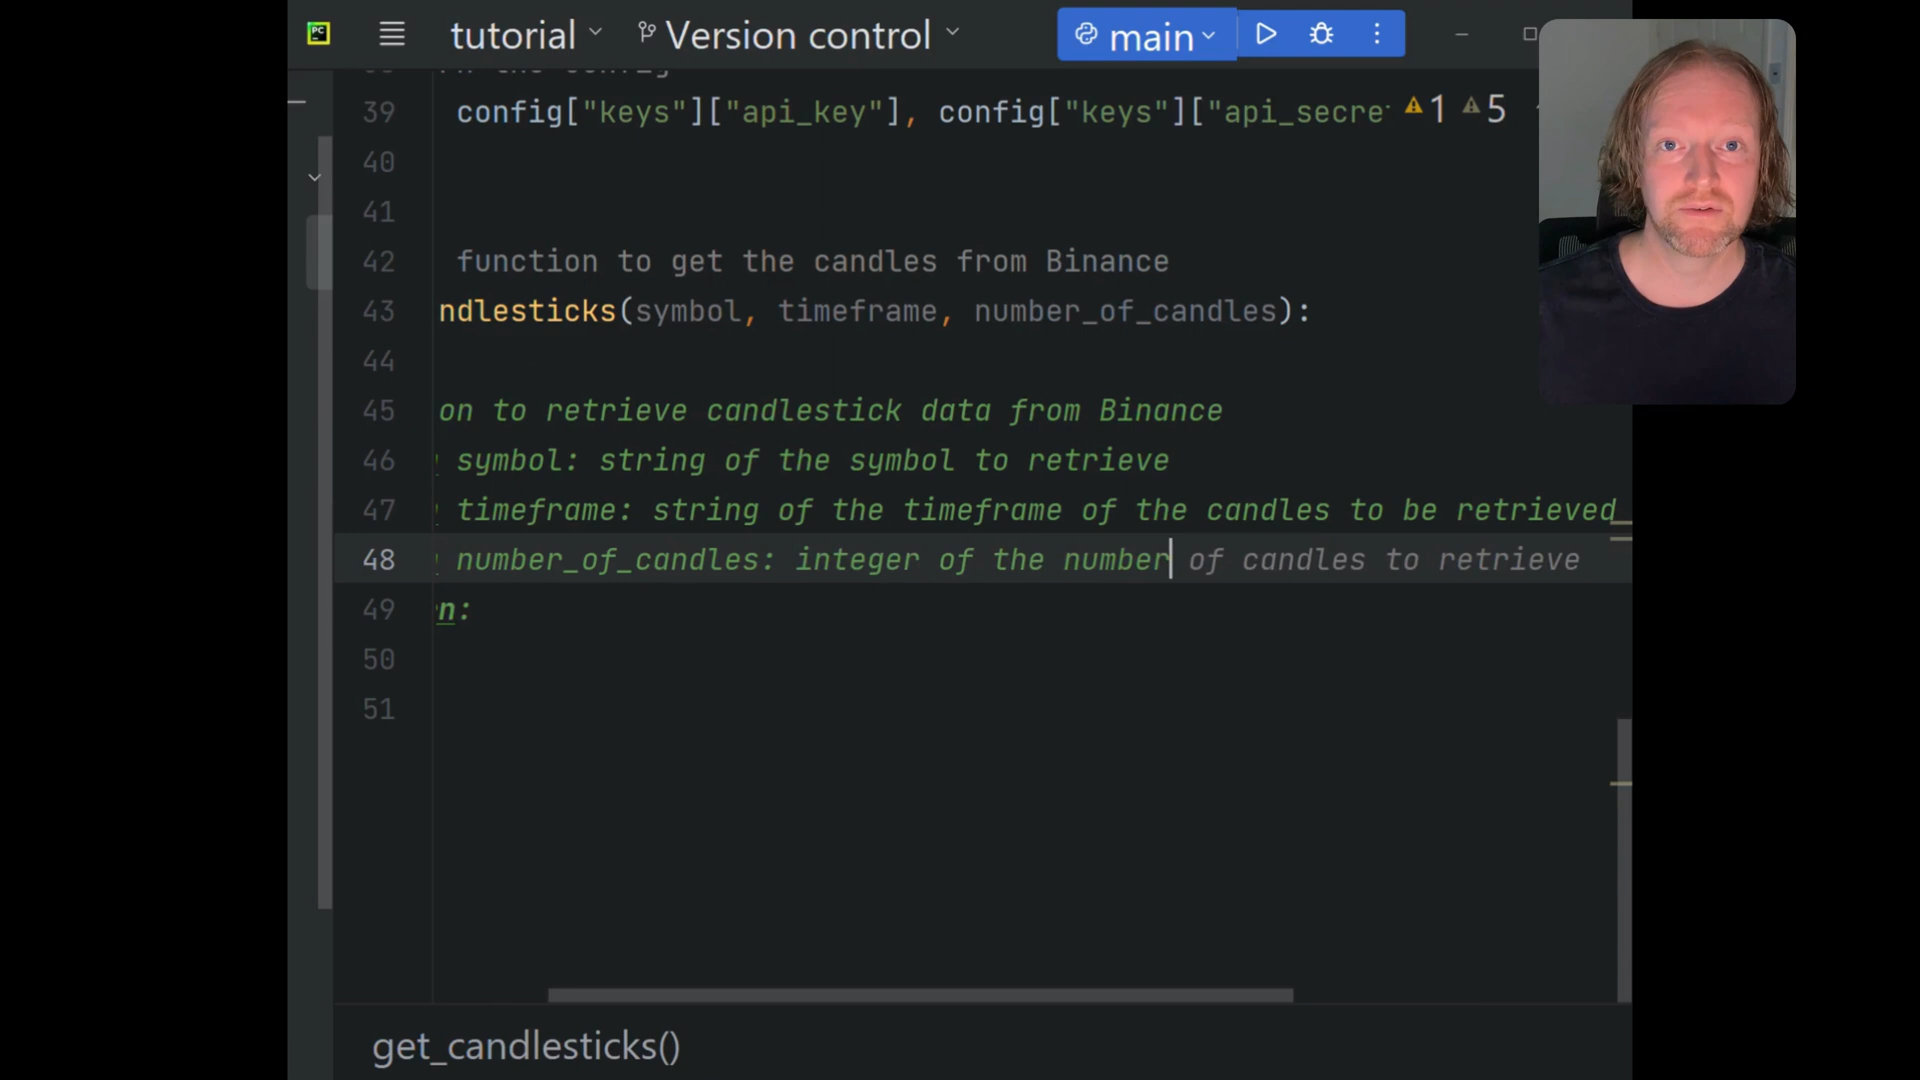 PC
tutorial
Version control
main
39 config["keys"]["api_key"], config["keys"]["api_secre
1 5
40
41
42 function to get the candles from Binance
43 ndlesticks(symbol, timeframe, number_of_candles):
44
45 on to retrieve candlestick data from Binance
46 symbol: string of the symbol to retrieve
47 timeframe: string of the timeframe of the candles to be retrieved
48 number_of_candles: integer of the number of candles to retrieve
49 n:
50
51
get_candlesticks()